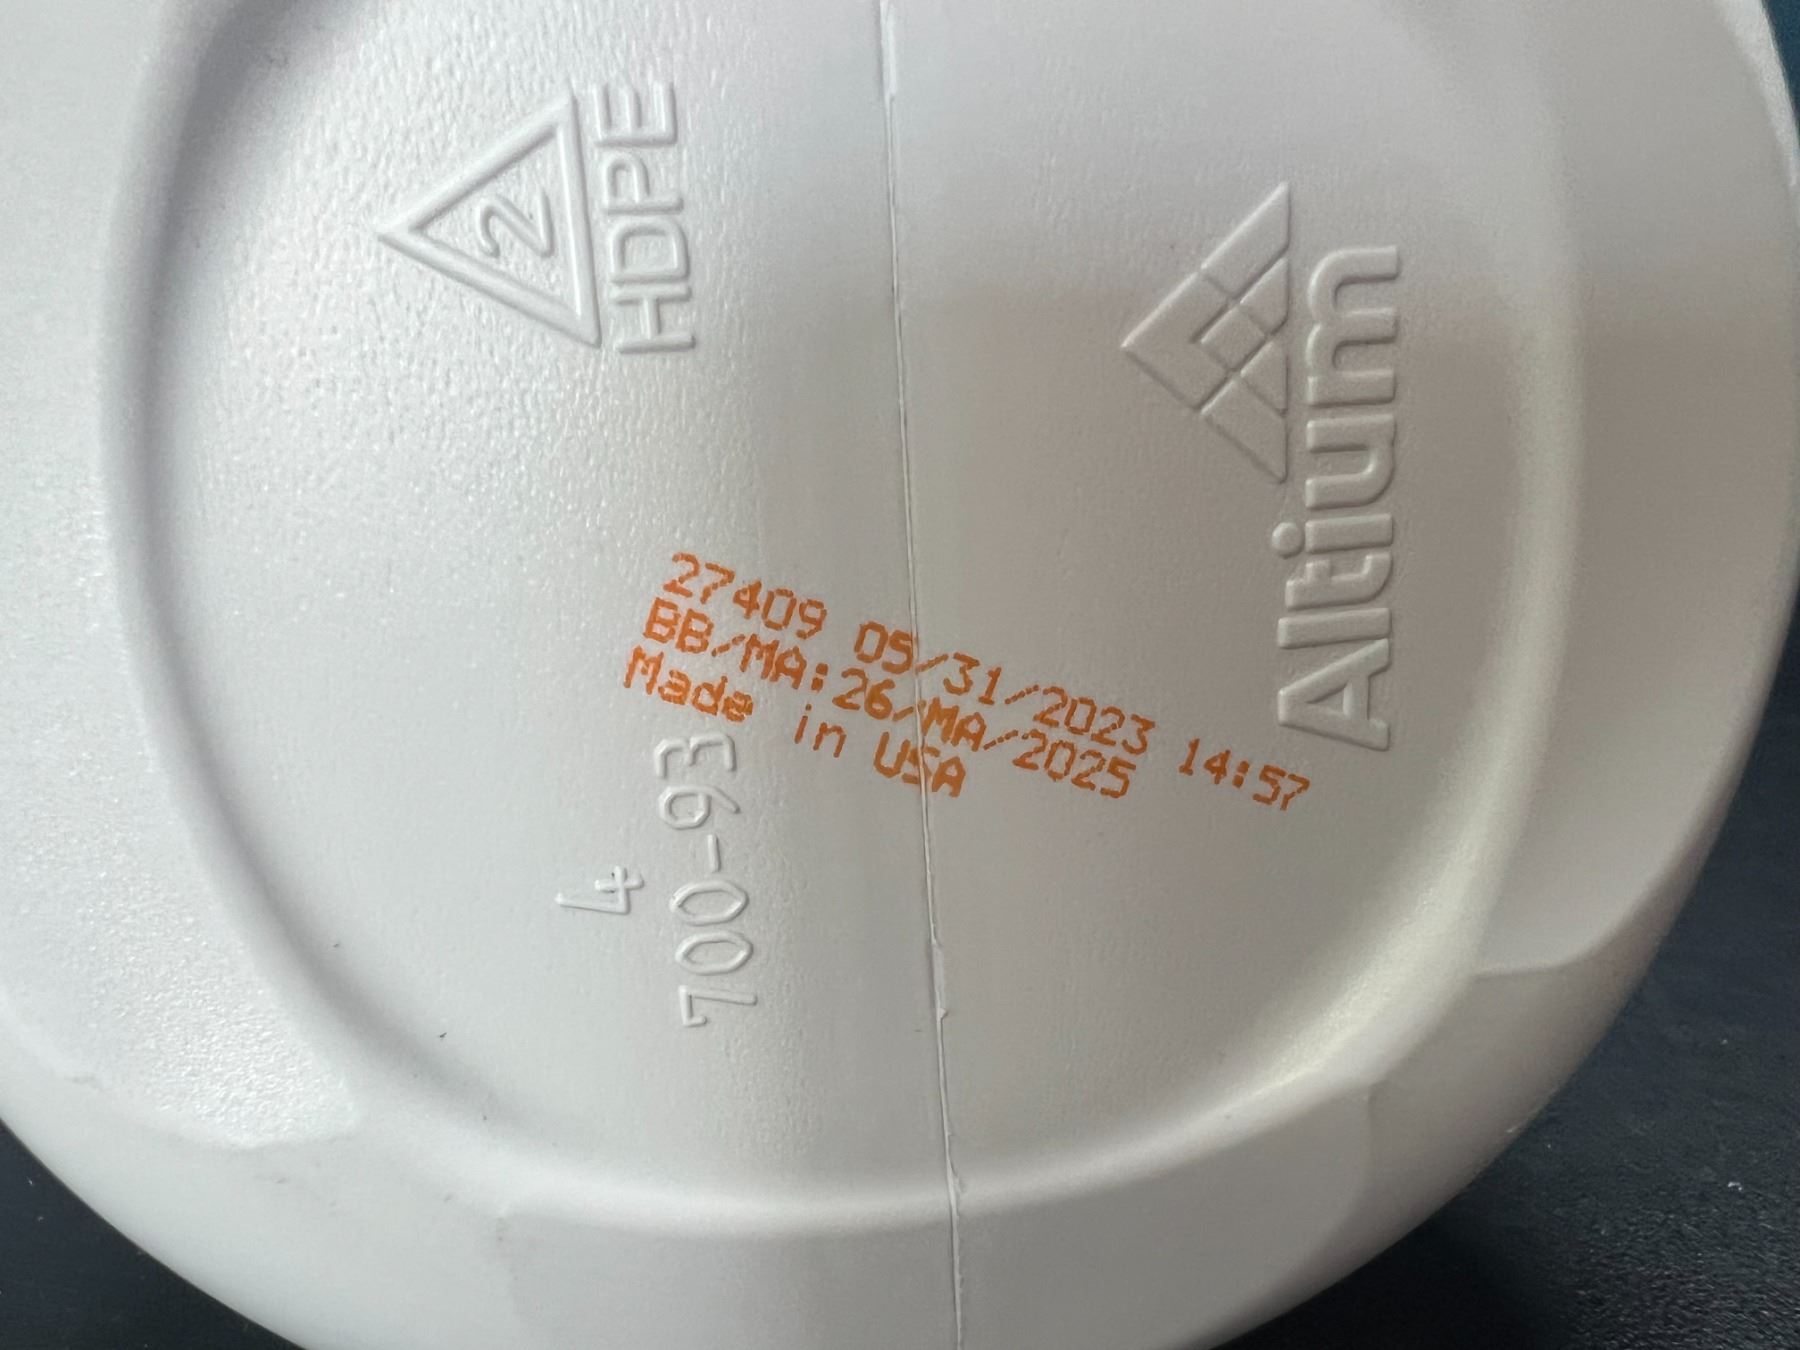 2
HDPE
Altium
27409 05/31/2023 14:57
BB/MA:26/MA/2025
Made in USA
4
700-93